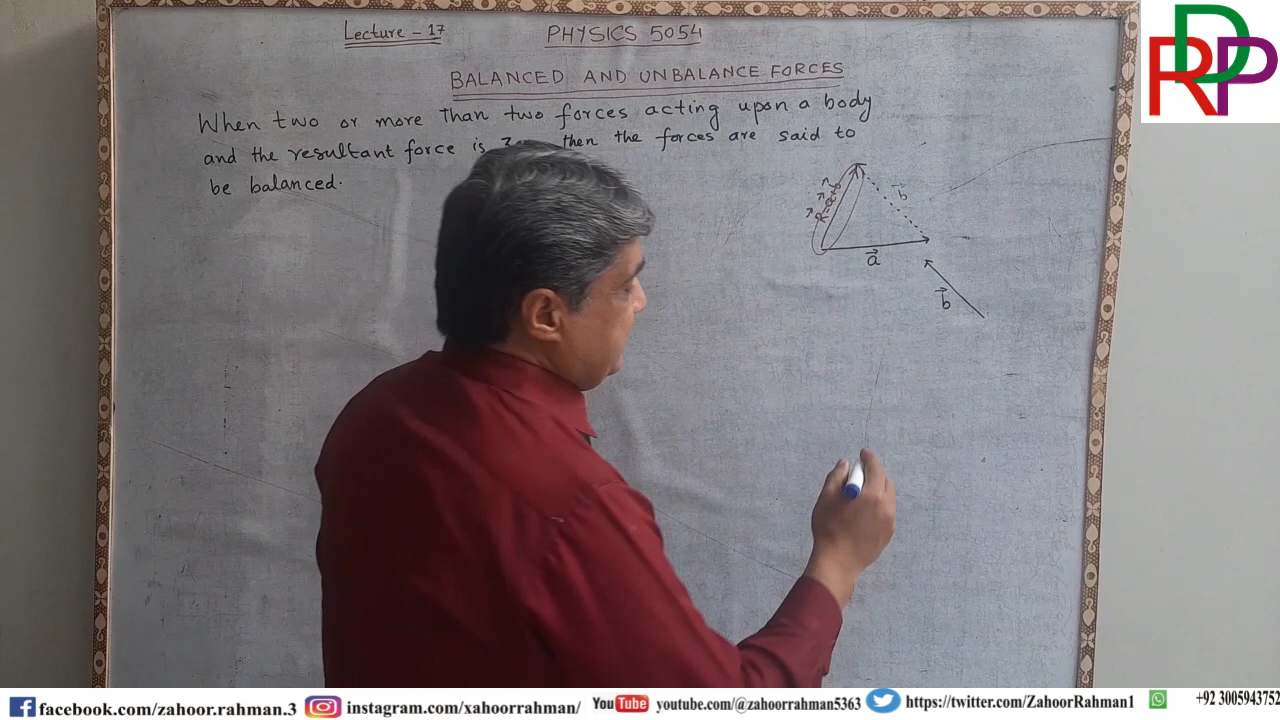 Lecture - 17
PHYSICS 5054
BALANCED AND UNBALANCE FORCES
When two or more than two forces acting upon a body
and the resultant force is then the forces are said to
be balanced.
b
a
b
RDP
facebook.com/zahoor.rahman.3
instagram.com/xahoorrahman/
YouTube youtube.com/@zahoorrahman5363
https://twitter.com/ZahoorRahman1
+92 3005943752